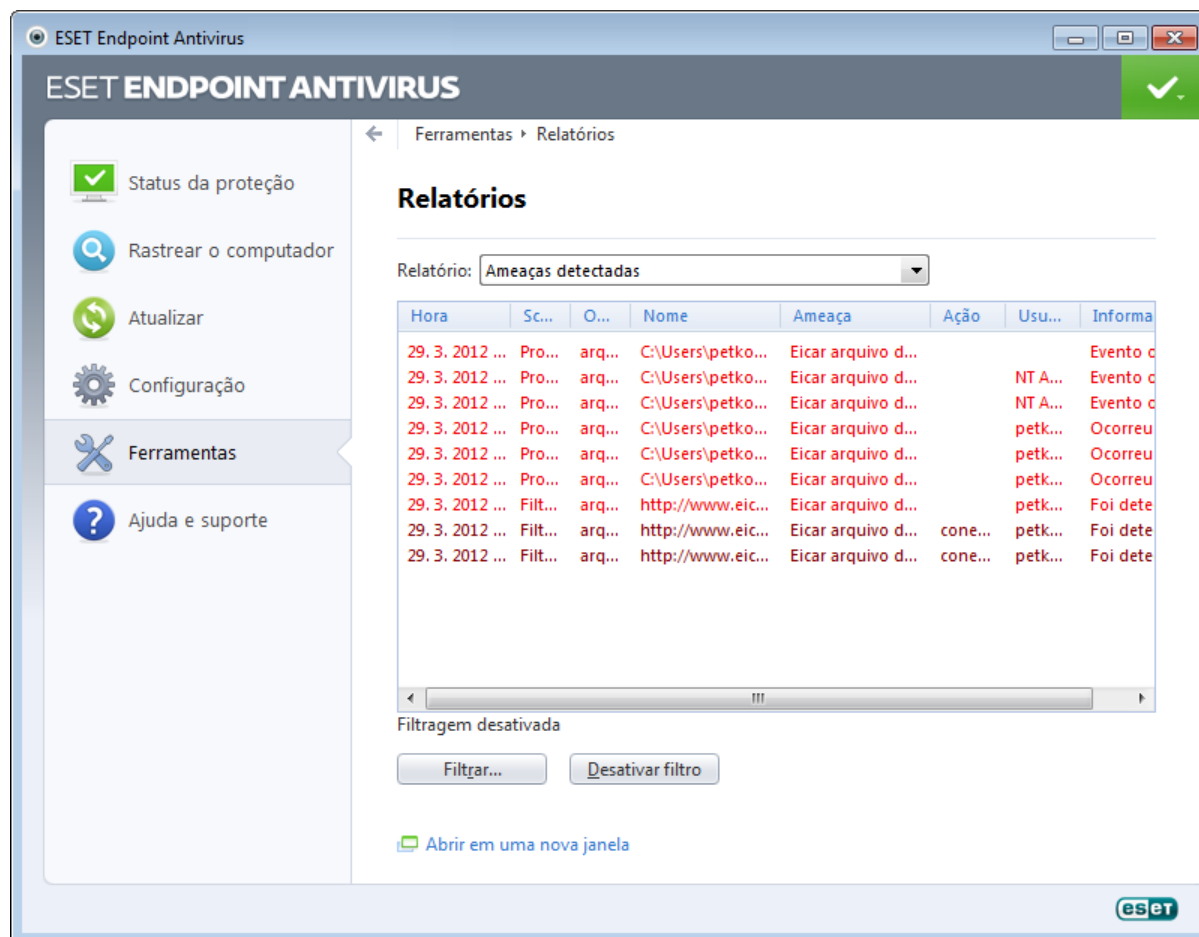 ESET Endpoint Antivirus
ESET ENDPOINT ANTIVIRUS
Ferramentas Relatórios
Status da proteção
Rastrear o computador
Atualizar
Configuração
Ferramentas
Ajuda e suporte
Relatórios
Relatório: Ameaças detectadas
Hora Sc... O... Nome Ameaça Ação Usu... Informa
29. 3. 2012 ... Pro... arq... C:\Users\petko... Eicar arquivo d... Evento o
29. 3. 2012 ... Pro... arq... C:\Users\petko... Eicar arquivo d... NT A... Evento o
29. 3. 2012 ... Pro... arq... C:\Users\petko... Eicar arquivo d... NT A... Evento o
29. 3. 2012 ... Pro... arq... C:\Users\petko... Eicar arquivo d... petk... Ocorreu
29. 3. 2012 ... Pro... arq... C:\Users\petko... Eicar arquivo d... petk... Ocorreu
29. 3. 2012 ... Pro... arq... C:\Users\petko... Eicar arquivo d... petk... Ocorreu
29. 3. 2012 ... Filt... arq... http://www.eic... Eicar arquivo d... petk... Foi dete
29. 3. 2012 ... Filt... arq... http://www.eic... Eicar arquivo d... cone... petk... Foi dete
29. 3. 2012 ... Filt... arq... http://www.eic... Eicar arquivo d... cone... petk... Foi dete
Filtragem desativada
Filtrar... Desativar filtro
Abrir em uma nova janela
eseT